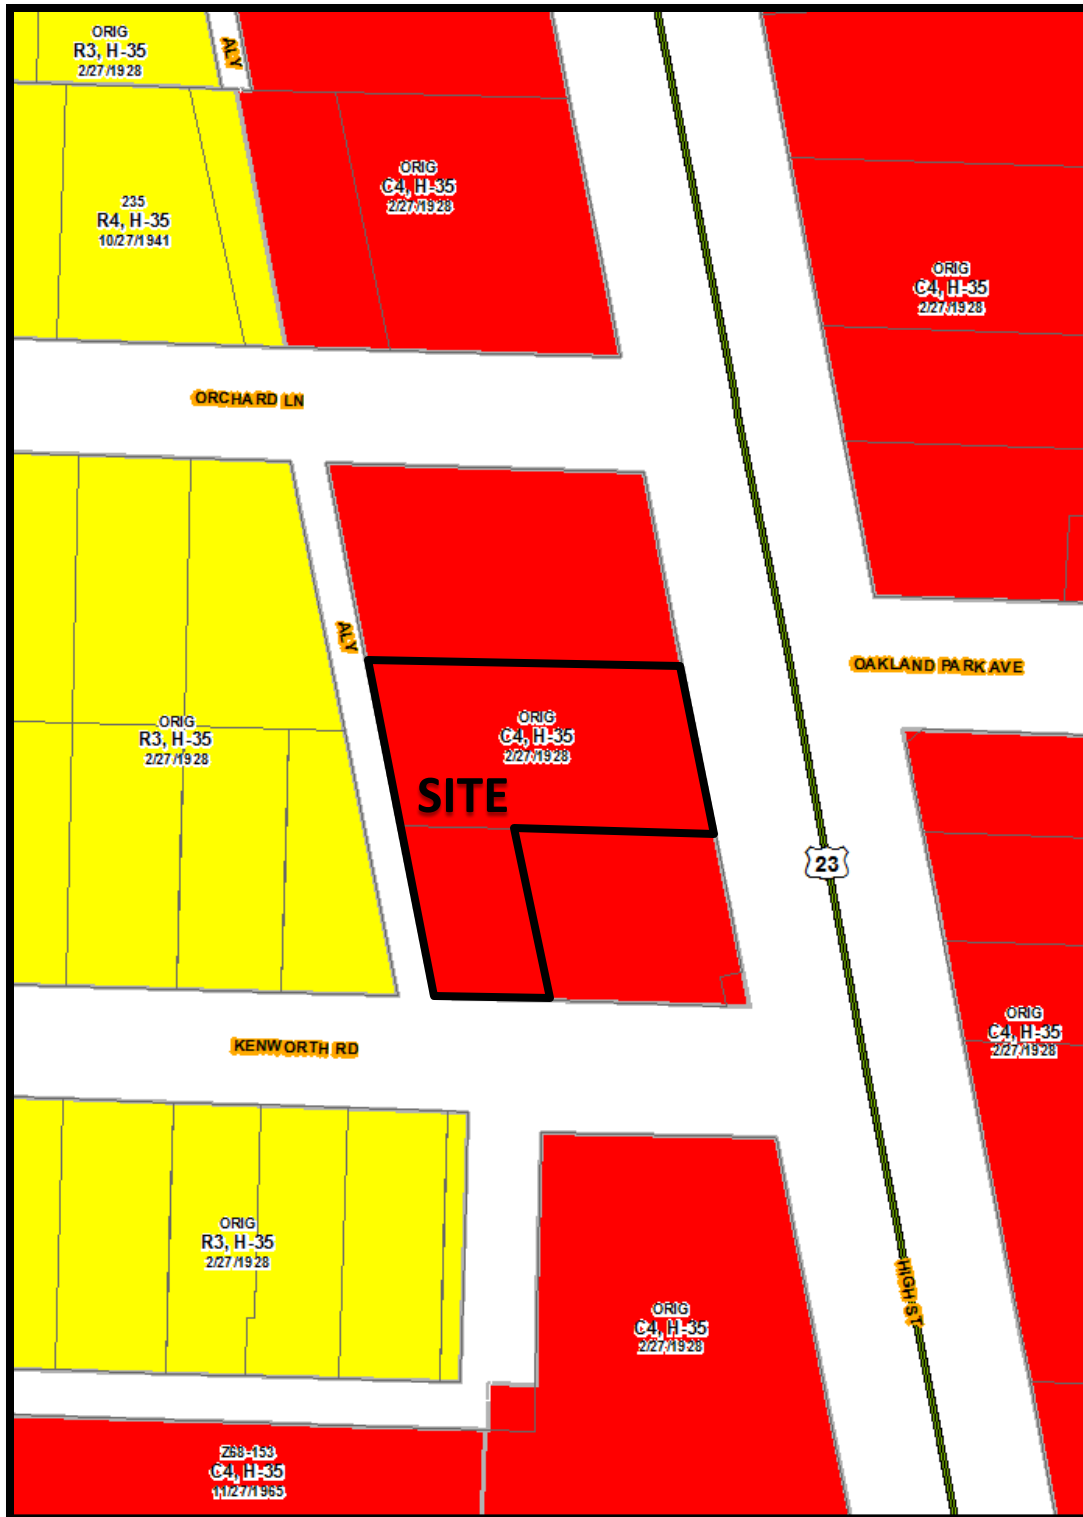 ORIG
R3, H-35
2/27/1928
ALY
ORIG
C4, H-35
2/27/1928
235
R4, H-35
10/27/1941
ORIG
C4, H-35
2/27/1928
ORCHARD LN
ALY
OAKLAND PARK AVE
ORIG
R3, H-35
2/27/1928
ORIG
C4, H-35
2/27/1928
SITE
23
ORIG
C4, H-35
2/27/1928
KENWORTH RD
ORIG
R3, H-35
2/27/1928
HIGH ST
ORIG
C4, H-35
2/27/1928
Z68-153
C4, H-35
11/27/1965